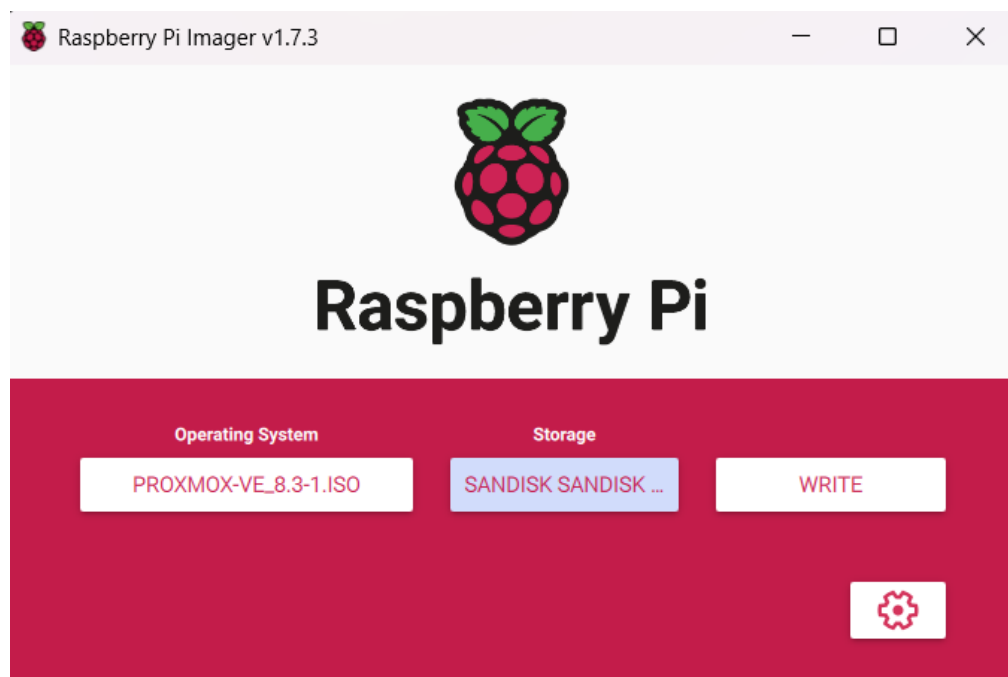 Raspberry Pi Imager v1.7.3
Raspberry Pi
Operating System
Storage
PROXMOX-VE_8.3-1.ISO
SANDISK SANDISK ...
WRITE